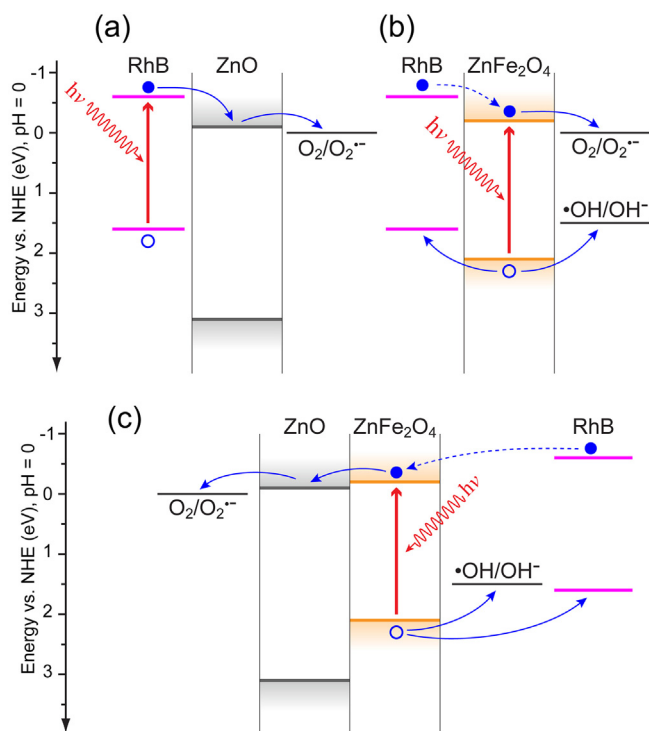 (a)
RhB ZnO
Energy vs. NHE (eV), pH = 0
-1
0
1
2
3
hν
O₂/O₂•−
(b)
RhB ZnFe₂O₄
hν
O₂/O₂•−
•OH/OH⁻
(c)
ZnO ZnFe₂O₄ RhB
Energy vs. NHE (eV), pH = 0
-1
0
1
2
3
O₂/O₂•−
hν
•OH/OH⁻